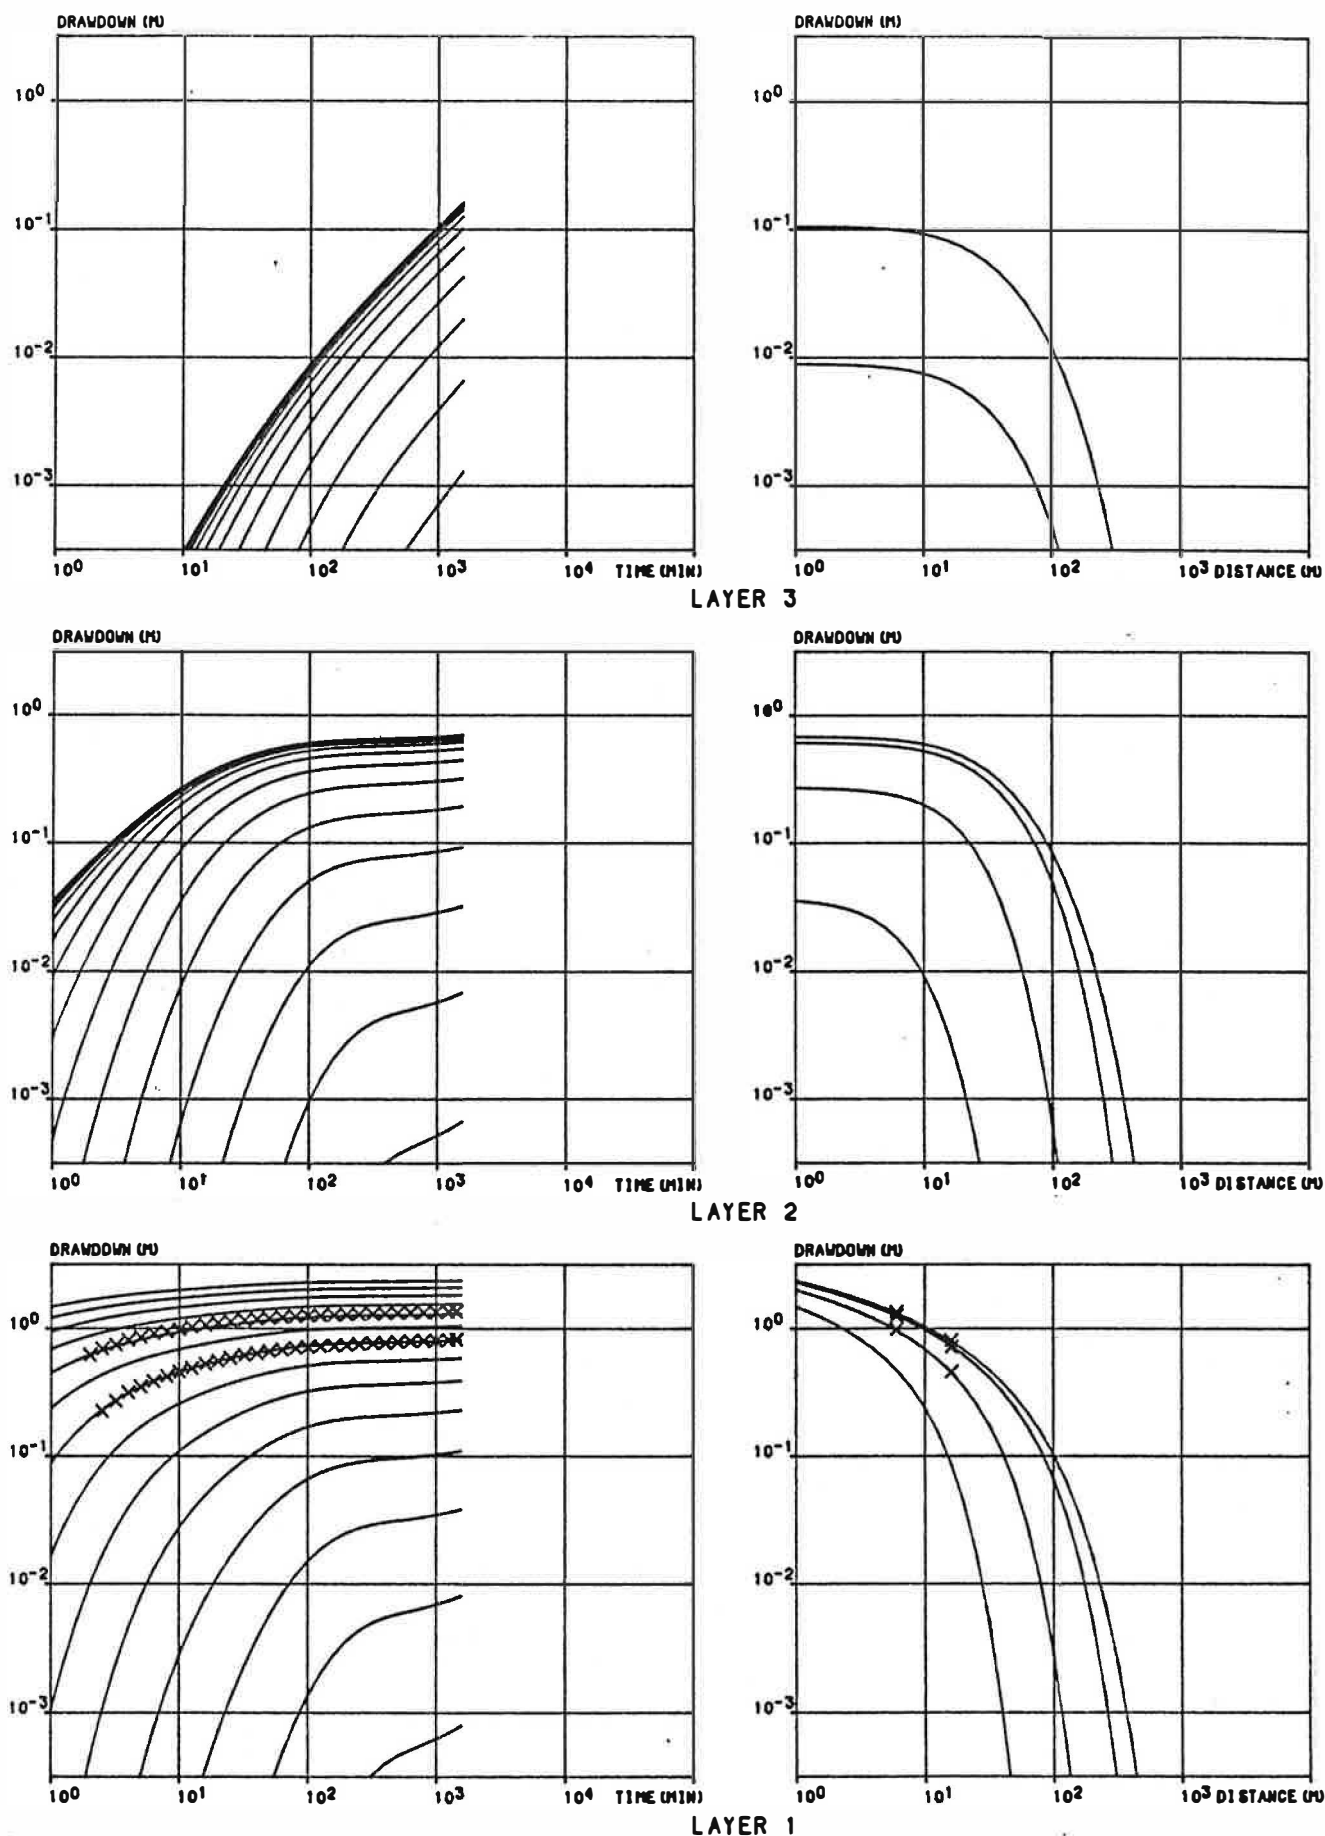 DRAWDOWN (M) DRAWDOWN (M)
10⁰ 10⁰
10⁻¹ 10⁻¹
10⁻² 10⁻²
10⁻³ 10⁻³
10⁰ 10¹ 10² 10³ 10⁴ TIME (MIN) 10⁰ 10¹ 10² 10³ DISTANCE (M)
LAYER 3
DRAWDOWN (M) DRAWDOWN (M)
10⁰ 10⁰
10⁻¹ 10⁻¹
10⁻² 10⁻²
10⁻³ 10⁻³
10⁰ 10¹ 10² 10³ 10⁴ TIME (MIN) 10⁰ 10¹ 10² 10³ DISTANCE (M)
LAYER 2
DRAWDOWN (M) DRAWDOWN (M)
10⁰ 10⁰
10⁻¹ 10⁻¹
10⁻² 10⁻²
10⁻³ 10⁻³
10⁰ 10¹ 10² 10³ 10⁴ TIME (MIN) 10⁰ 10¹ 10² 10³ DISTANCE (M)
LAYER 1